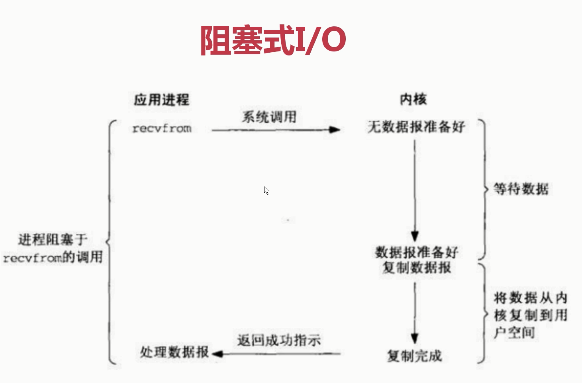 阻塞式I/O
应用进程
内核
recvfrom
系统调用
无数据报准备好
等待数据
进程阻塞于
recvfrom的调用
数据报准备好
复制数据报
将数据从内
核复制到用
户空间
处理数据报
返回成功指示
复制完成